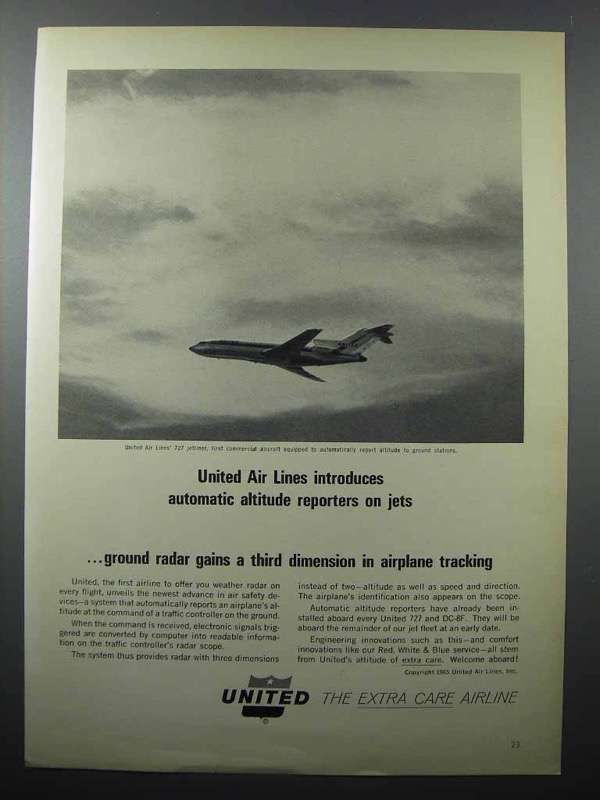 United Air Lines' 727 jetliner, first commercial aircraft equipped to automatically report altitude to ground stations.
United Air Lines introduces
automatic altitude reporters on jets
...ground radar gains a third dimension in airplane tracking
United, the first airline to offer you weather radar on
every flight, unveils the newest advance in air safety de-
vices—a system that automatically reports an airplane's al-
titude at the command of a traffic controller on the ground.
When the command is received, electronic signals trig-
gered are converted by computer into readable informa-
tion on the traffic controller's radar scope.
The system thus provides radar with three dimensions
instead of two—altitude as well as speed and direction.
The airplane's identification also appears on the scope.
Automatic altitude reporters have already been in-
stalled aboard every United 727 and DC-8F. They will be
aboard the remainder of our jet fleet at an early date.
Engineering innovations such as this—and comfort
innovations like our Red, White & Blue service—all stem
from United's attitude of extra care. Welcome aboard!
Copyright 1965 United Air Lines, Inc.
UNITED
®
THE EXTRA CARE AIRLINE
23